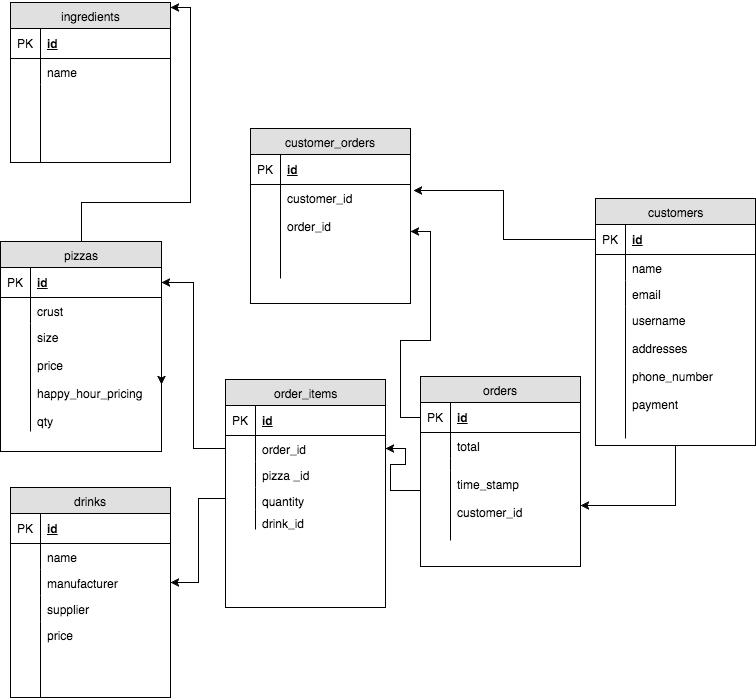 ingredients
PK id
name
customer_orders
PK id
customer_id
order_id
customers
PK id
name
email
username
addresses
phone_number
payment
pizzas
PK id
crust
size
price
happy_hour_pricing
qty
order_items
PK id
order_id
pizza _id
quantity
drink_id
orders
PK id
total
time_stamp
customer_id
drinks
PK id
name
manufacturer
supplier
price